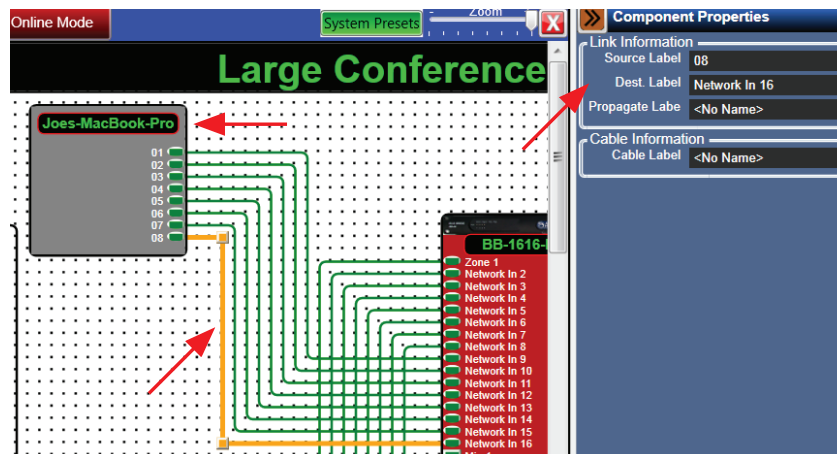 Online Mode
System Presets
Zoom
X
Component Properties
Large Conference
Link Information
Source Label 08
Dest. Label Network In 16
Propagate Labe <No Name>
Cable Information
Cable Label <No Name>
Joes-MacBook-Pro
01
02
03
04
05
06
07
08
BB-1616-
Zone 1
Network In 2
Network In 3
Network In 4
Network In 5
Network In 6
Network In 7
Network In 8
Network In 9
Network In 10
Network In 11
Network In 12
Network In 13
Network In 14
Network In 15
Network In 16